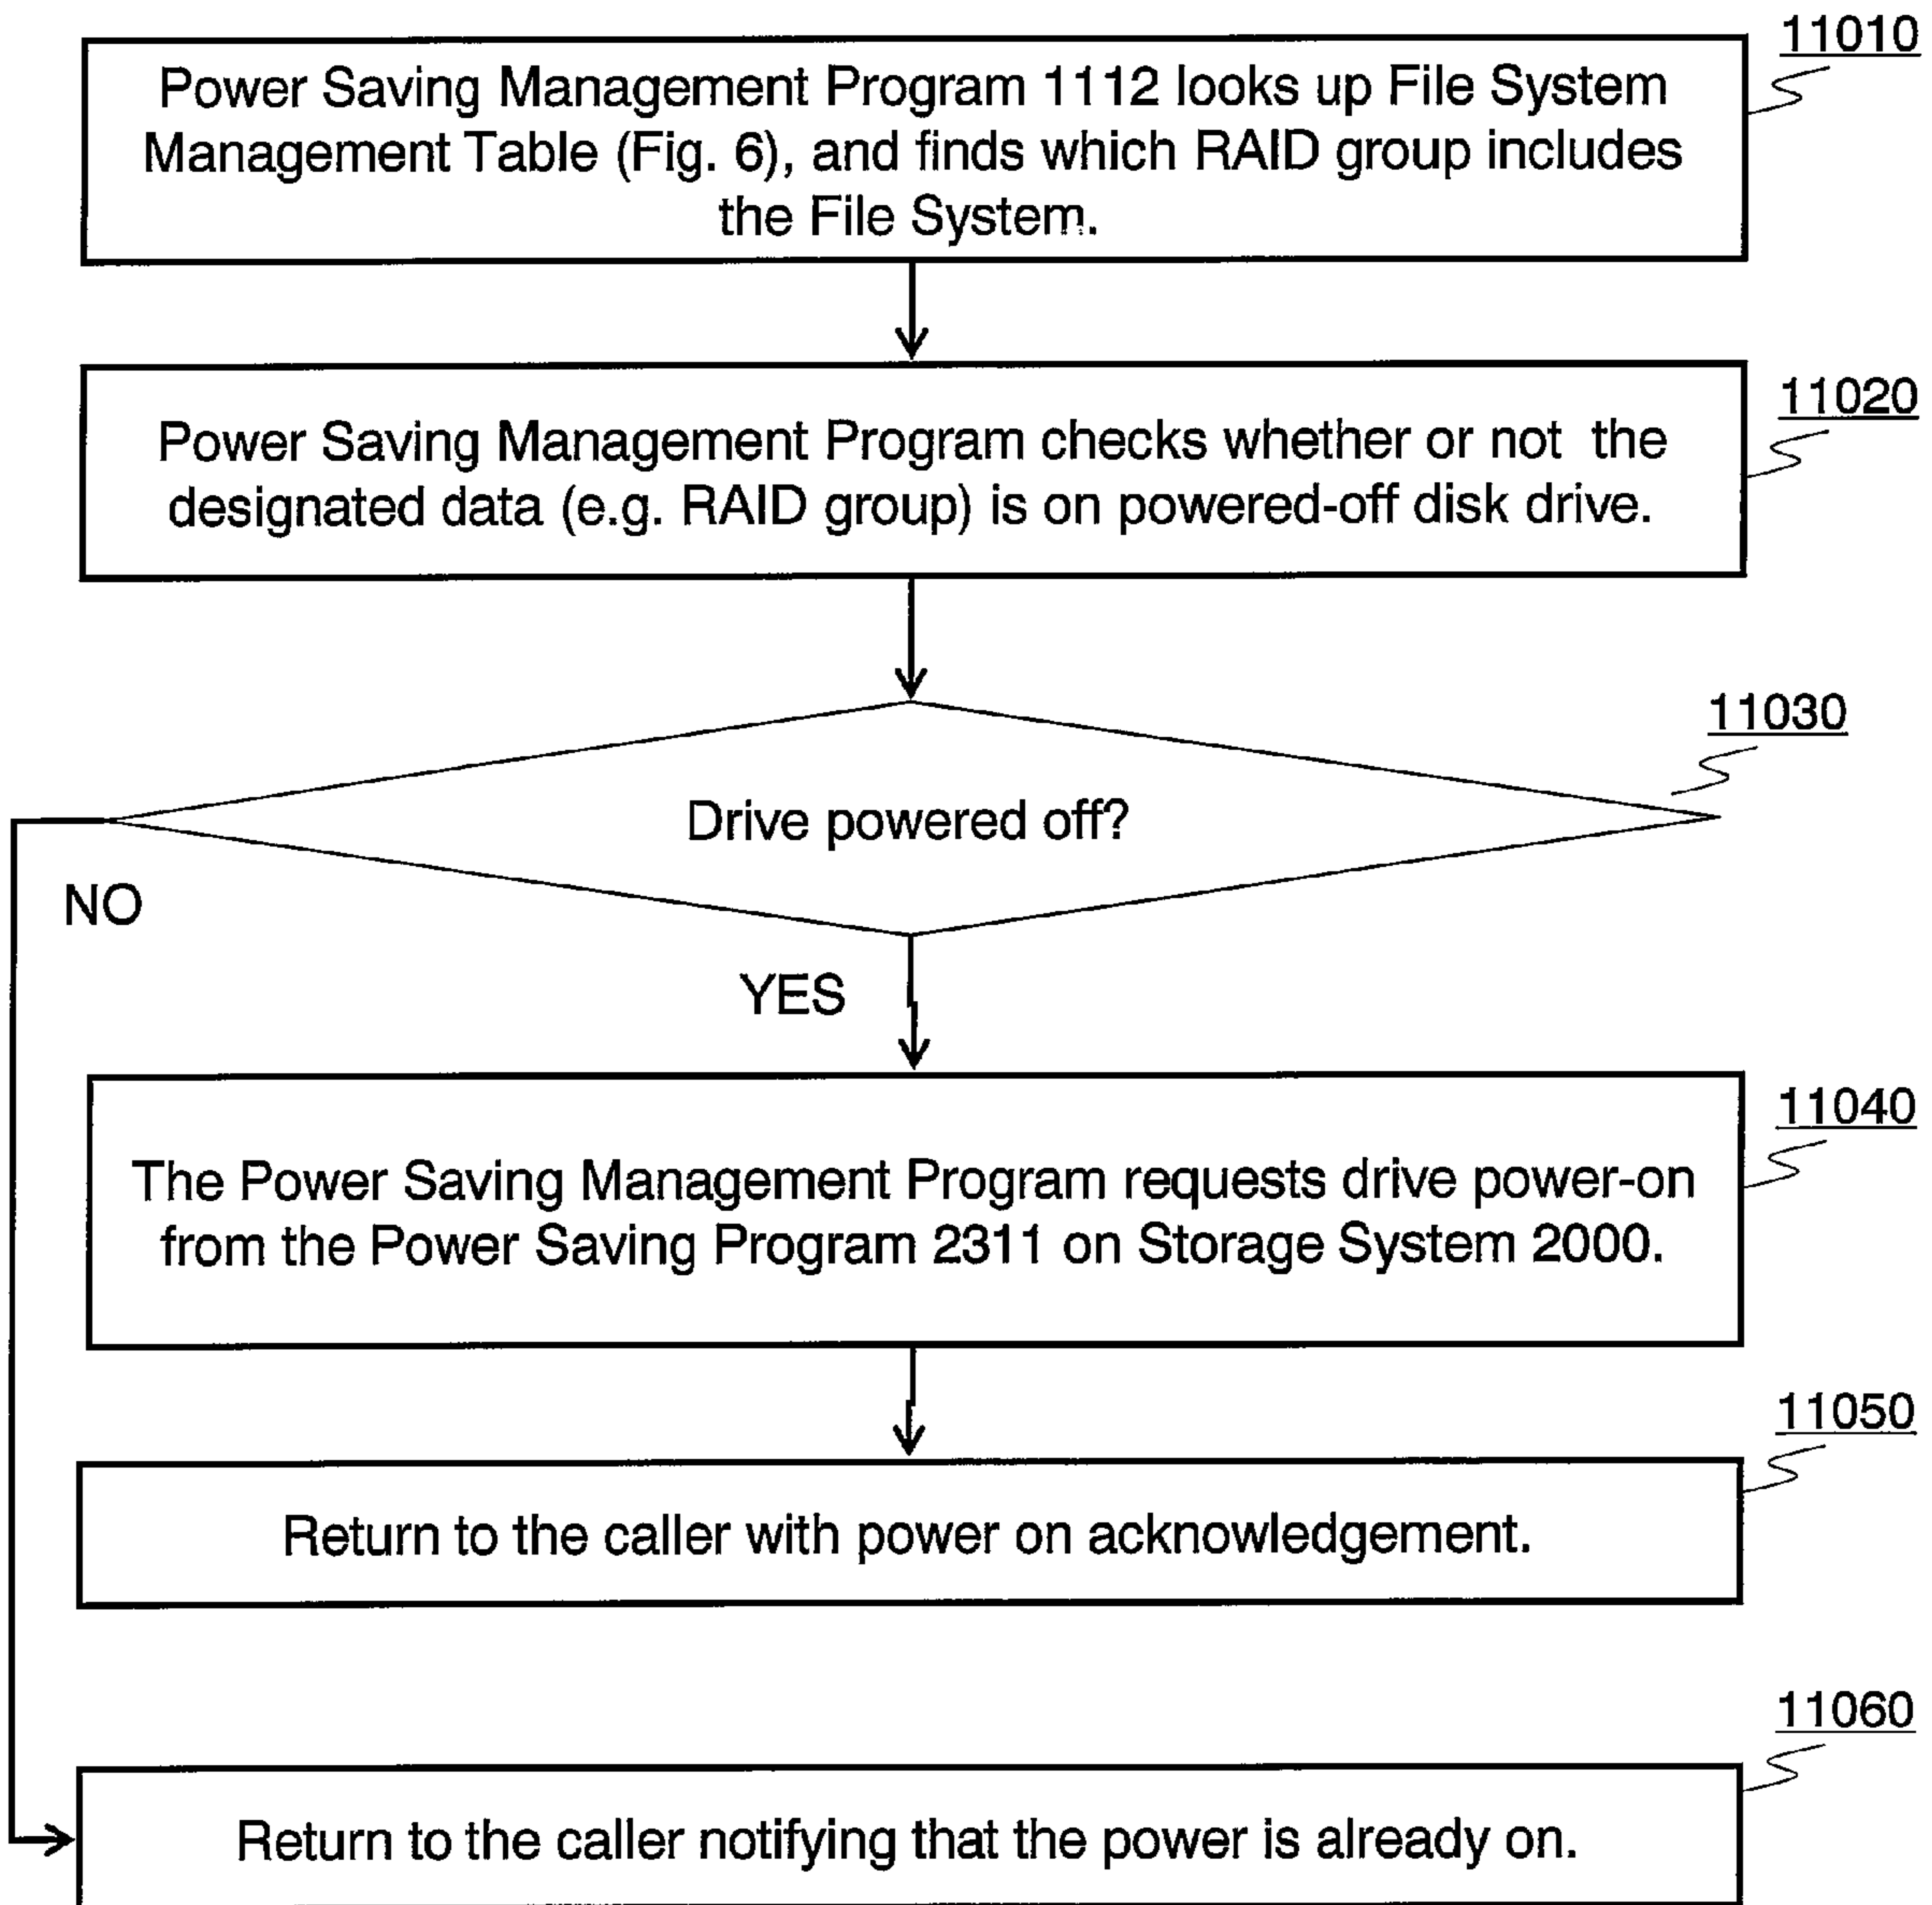 11010
Power Saving Management Program 1112 looks up File System
Management Table (Fig. 6), and finds which RAID group includes
the File System.
11020
Power Saving Management Program checks whether or not the
designated data (e.g. RAID group) is on powered-off disk drive.
11030
Drive powered off?
NO
YES
11040
The Power Saving Management Program requests drive power-on
from the Power Saving Program 2311 on Storage System 2000.
11050
Return to the caller with power on acknowledgement.
11060
Return to the caller notifying that the power is already on.